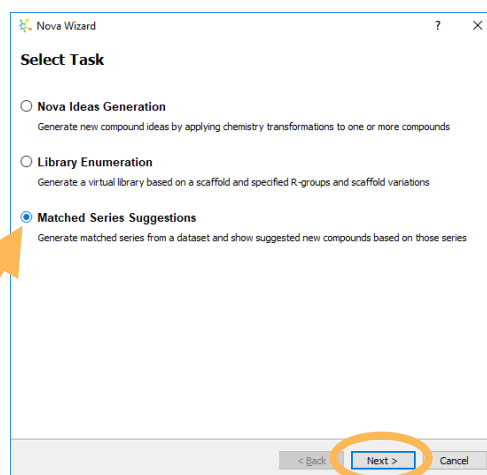 Nova Wizard ? ×
Select Task
Nova Ideas Generation
Generate new compound ideas by applying chemistry transformations to one or more compounds
Library Enumeration
Generate a virtual library based on a scaffold and specified R-groups and scaffold variations
Matched Series Suggestions
Generate matched series from a dataset and show suggested new compounds based on those series
< Back Next > Cancel